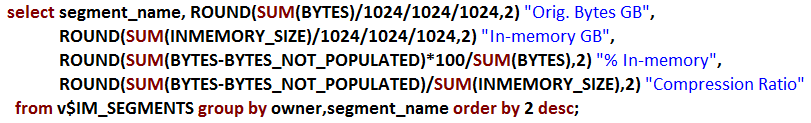 select segment_name, ROUND(SUM(BYTES)/1024/1024/1024,2) "Orig. Bytes GB",
ROUND(SUM(INMEMORY_SIZE)/1024/1024/1024,2) "In-memory GB",
ROUND(SUM(BYTES-BYTES_NOT_POPULATED)*100/SUM(BYTES),2) "% In-memory",
ROUND(SUM(BYTES-BYTES_NOT_POPULATED)/SUM(INMEMORY_SIZE),2) "Compression Ratio"
from v$IM_SEGMENTS group by owner,segment_name order by 2 desc;